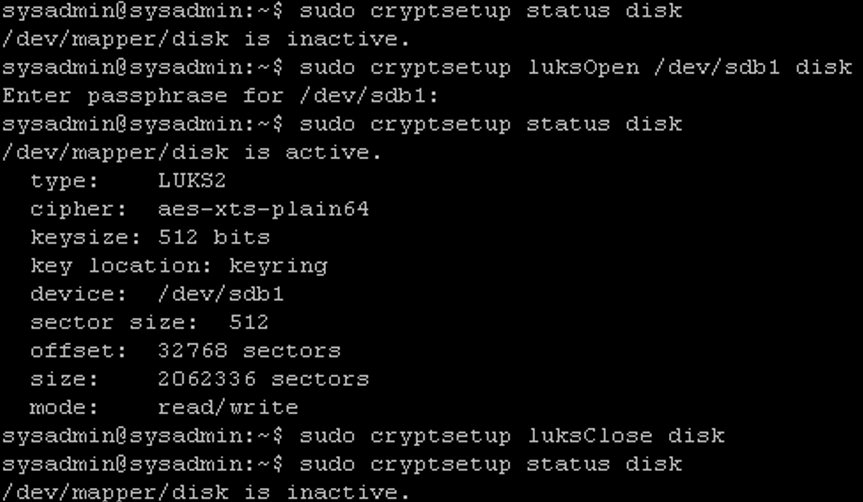 sysadmin@sysadmin:~$ sudo cryptsetup status disk
/dev/mapper/disk is inactive.
sysadmin@sysadmin:~$ sudo cryptsetup luksOpen /dev/sdb1 disk
Enter passphrase for /dev/sdb1:
sysadmin@sysadmin:~$ sudo cryptsetup status disk
/dev/mapper/disk is active.
  type:    LUKS2
  cipher:  aes-xts-plain64
  keysize: 512 bits
  key location: keyring
  device:  /dev/sdb1
  sector size:  512
  offset:  32768 sectors
  size:    2062336 sectors
  mode:    read/write
sysadmin@sysadmin:~$ sudo cryptsetup luksClose disk
sysadmin@sysadmin:~$ sudo cryptsetup status disk
/dev/mapper/disk is inactive.